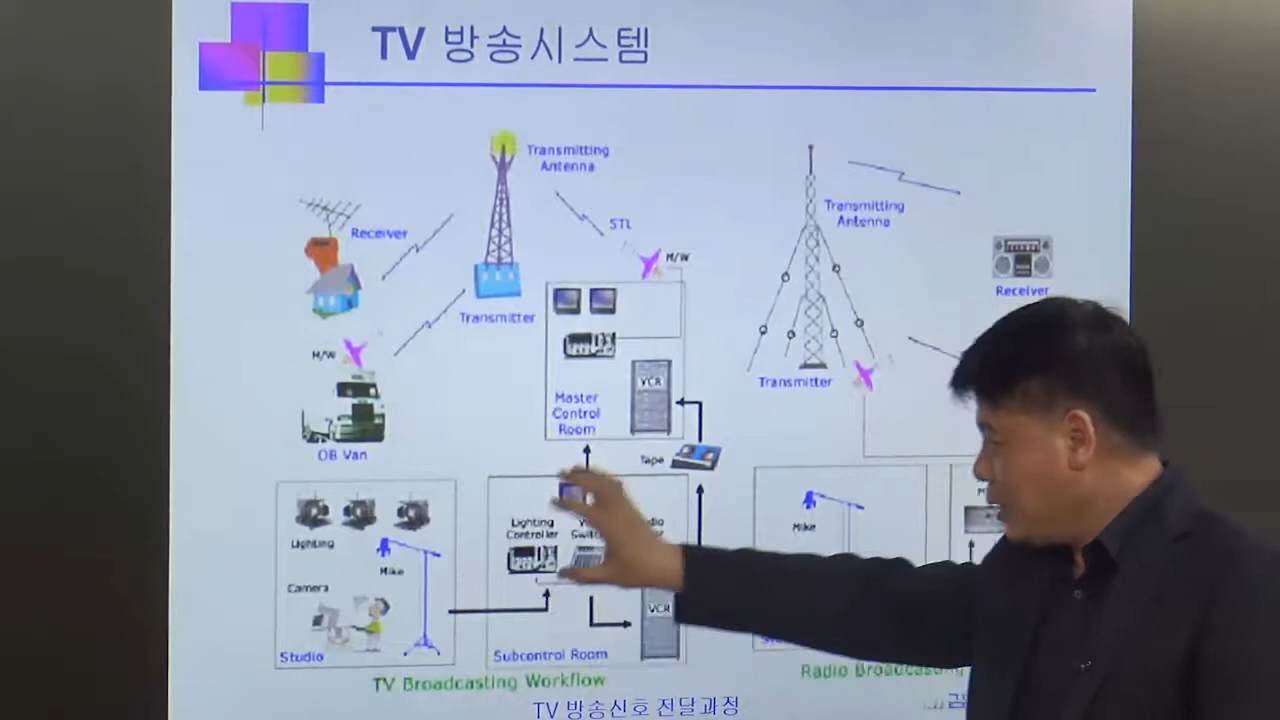 TV 방송시스템
Transmitting
Antenna
Receiver
STL
M/W
Transmitter
M/W
OB Van
Master
Control
Room
VCR
Tape
Transmitting
Antenna
Receiver
Transmitter
Lighting
Mike
Camera
Studio
Lighting
Controller
VCR
Subcontrol Room
Mike
TV Broadcasting Workflow
Radio
TV 방송신호 전달과정